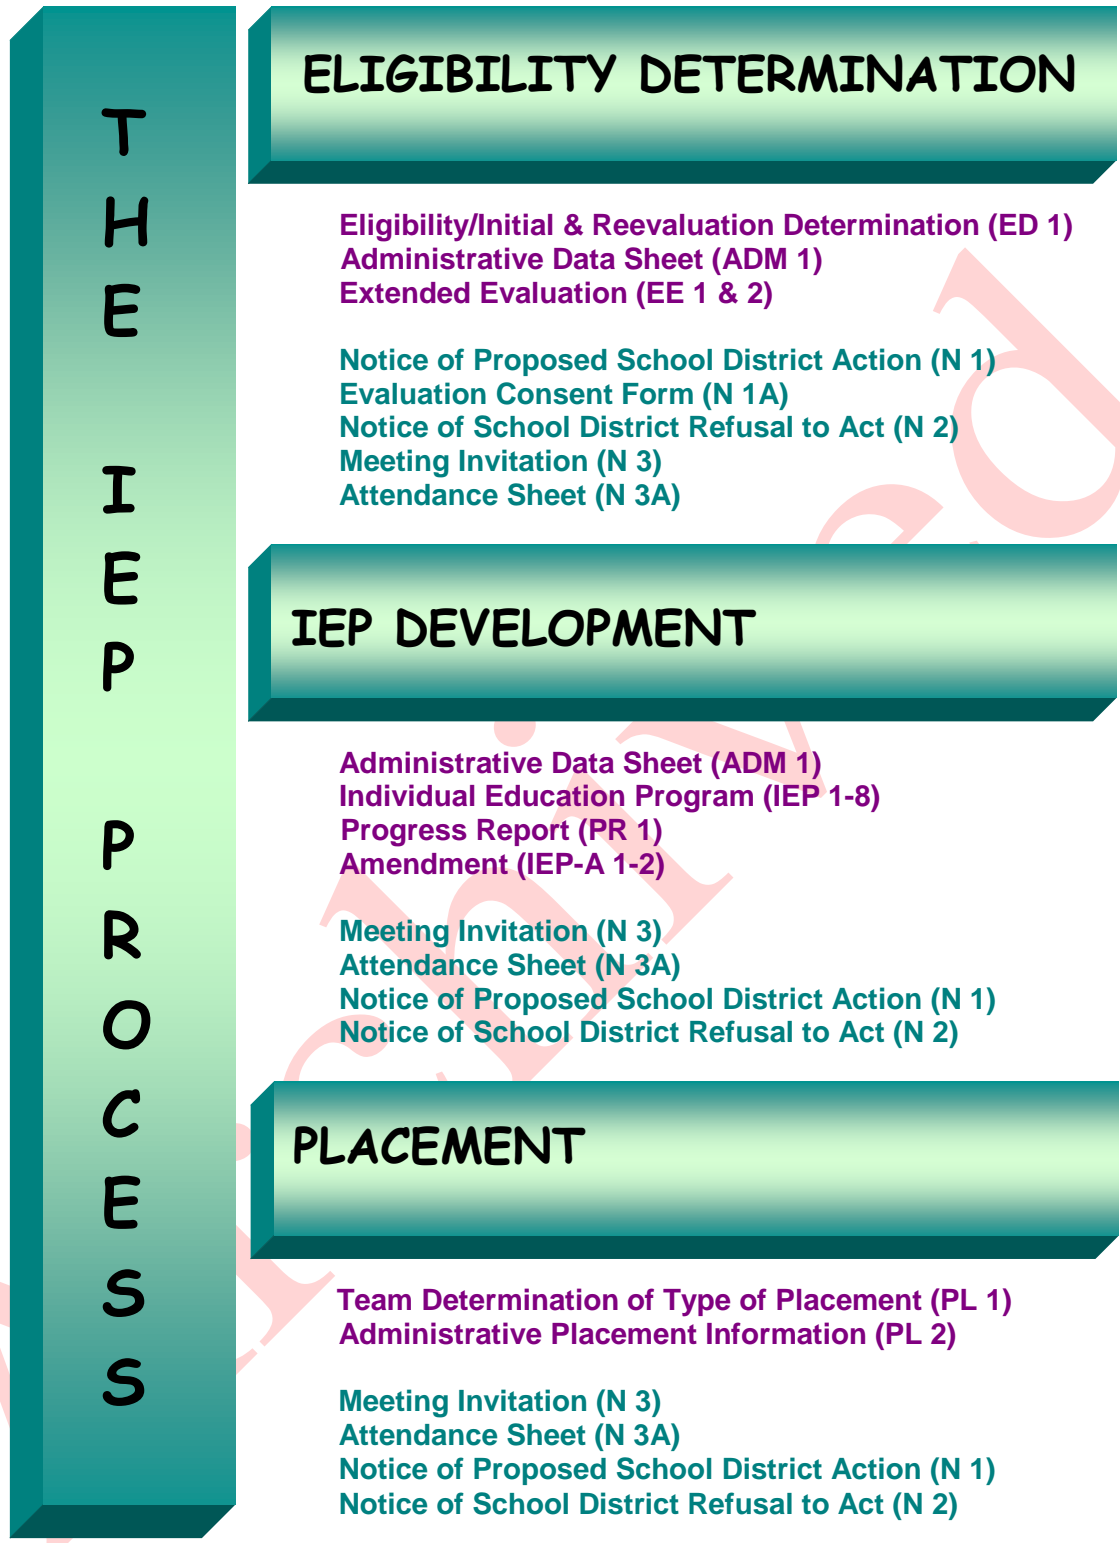 THE IEP PROCESS
ELIGIBILITY DETERMINATION
Eligibility/Initial & Reevaluation Determination (ED 1)
Administrative Data Sheet (ADM 1)
Extended Evaluation (EE 1 & 2)
Notice of Proposed School District Action (N 1)
Evaluation Consent Form (N 1A)
Notice of School District Refusal to Act (N 2)
Meeting Invitation (N 3)
Attendance Sheet (N 3A)
IEP DEVELOPMENT
Administrative Data Sheet (ADM 1)
Individual Education Program (IEP 1-8)
Progress Report (PR 1)
Amendment (IEP-A 1-2)
Meeting Invitation (N 3)
Attendance Sheet (N 3A)
Notice of Proposed School District Action (N 1)
Notice of School District Refusal to Act (N 2)
PLACEMENT
Team Determination of Type of Placement (PL 1)
Administrative Placement Information (PL 2)
Meeting Invitation (N 3)
Attendance Sheet (N 3A)
Notice of Proposed School District Action (N 1)
Notice of School District Refusal to Act (N 2)
Archived